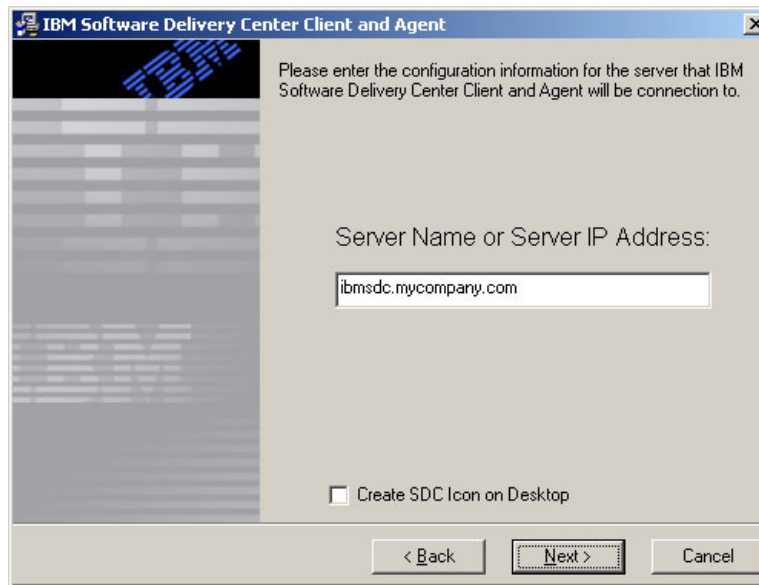 IBM Software Delivery Center Client and Agent
IBM
Please enter the configuration information for the server that IBM
Software Delivery Center Client and Agent will be connection to.
Server Name or Server IP Address:
ibmsdc.mycompany.com
IBM
Create SDC Icon on Desktop
< Back
Next >
Cancel